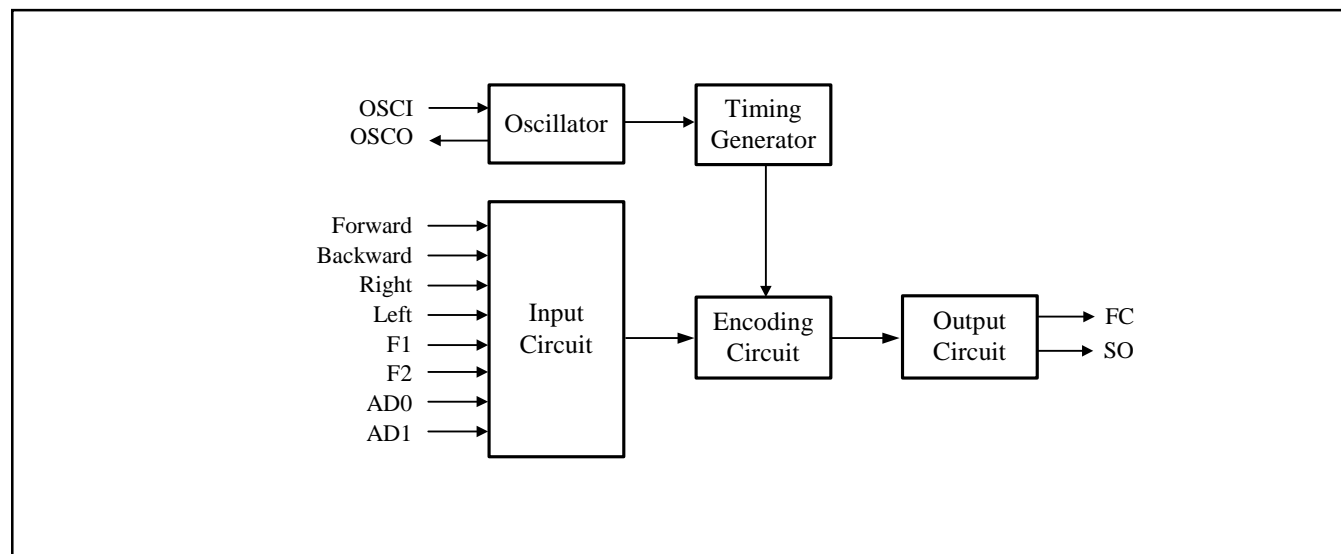 OSCI
OSCO
Oscillator
Timing
Generator
Forward
Backward
Right
Left
F1
F2
AD0
AD1
Input
Circuit
Encoding
Circuit
Output
Circuit
FC
SO